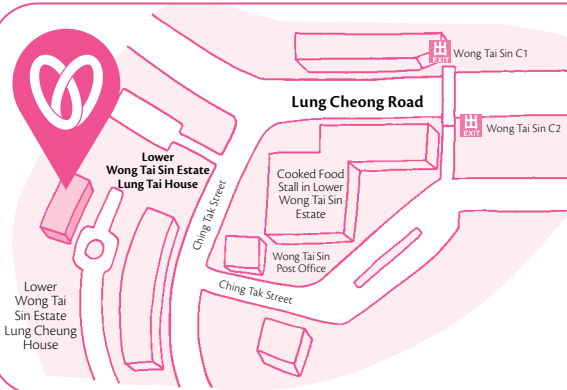 出
EXIT
Wong Tai Sin C1
Lung Cheong Road
出
EXIT
Wong Tai Sin C2
Lower
Wong Tai Sin Estate
Lung Tai House
Cooked Food
Stall in Lower
Wong Tai Sin
Estate
Ching Tak Street
Wong Tai Sin
Post Office
Ching Tak Street
Lower
Wong Tai
Sin Estate
Lung Cheung
House